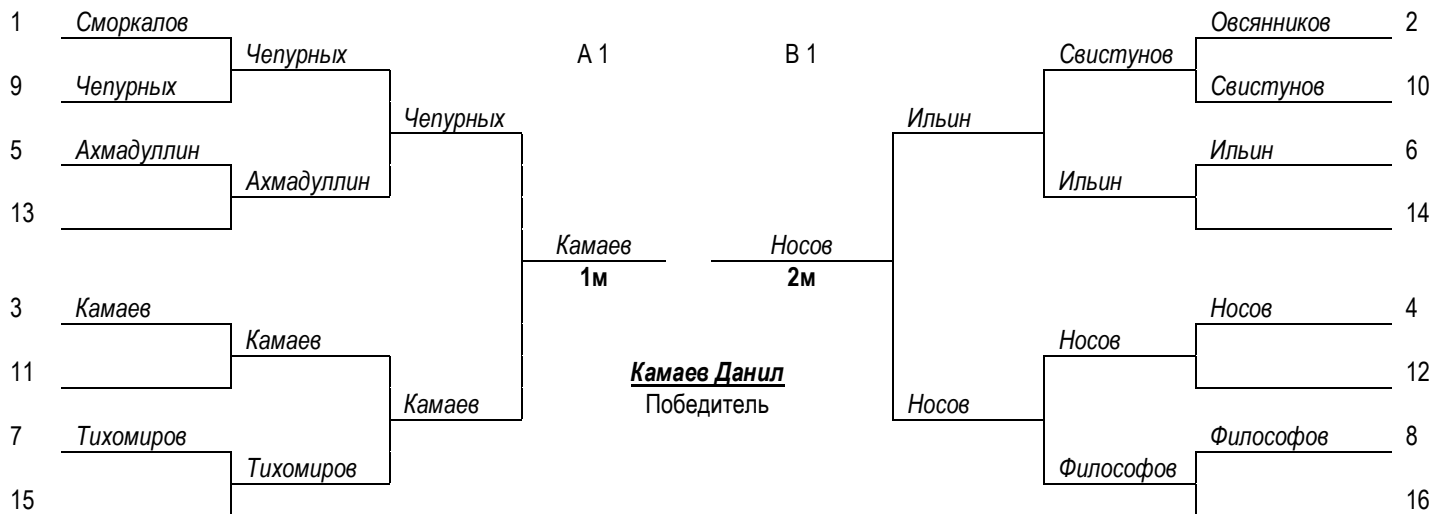 1 Сморкалов Овсянников 2
Чепурных А 1 В 1 Свистунов
9 Чепурных Свистунов 10
Чепурных Ильин
5 Ахмадуллин Ильин 6
Ахмадуллин Ильин
13 14
Камаев Носов
1м 2м
3 Камаев Носов 4
Камаев Носов
11 Камаев Данил 12
Камаев Победитель Носов
7 Тихомиров Философов 8
Тихомиров Философов
15 16